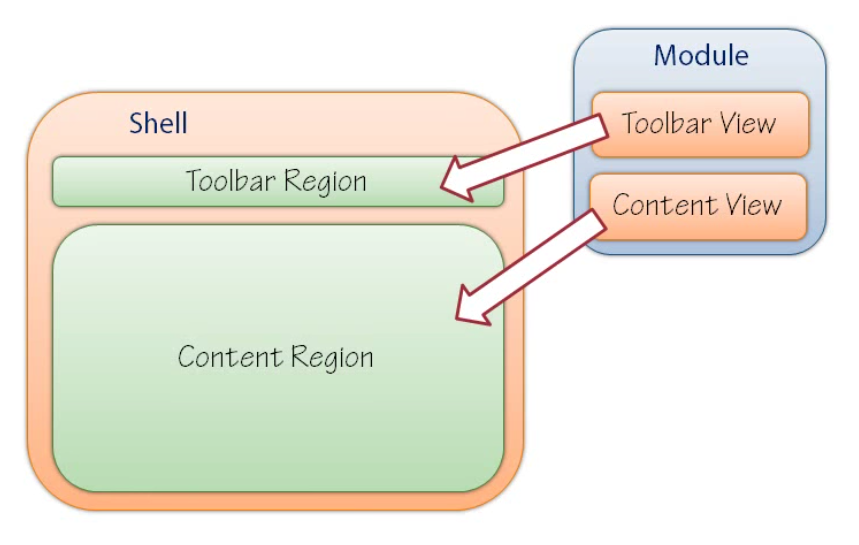 Module
Shell
Toolbar View
Toolbar Region
Content View
Content Region